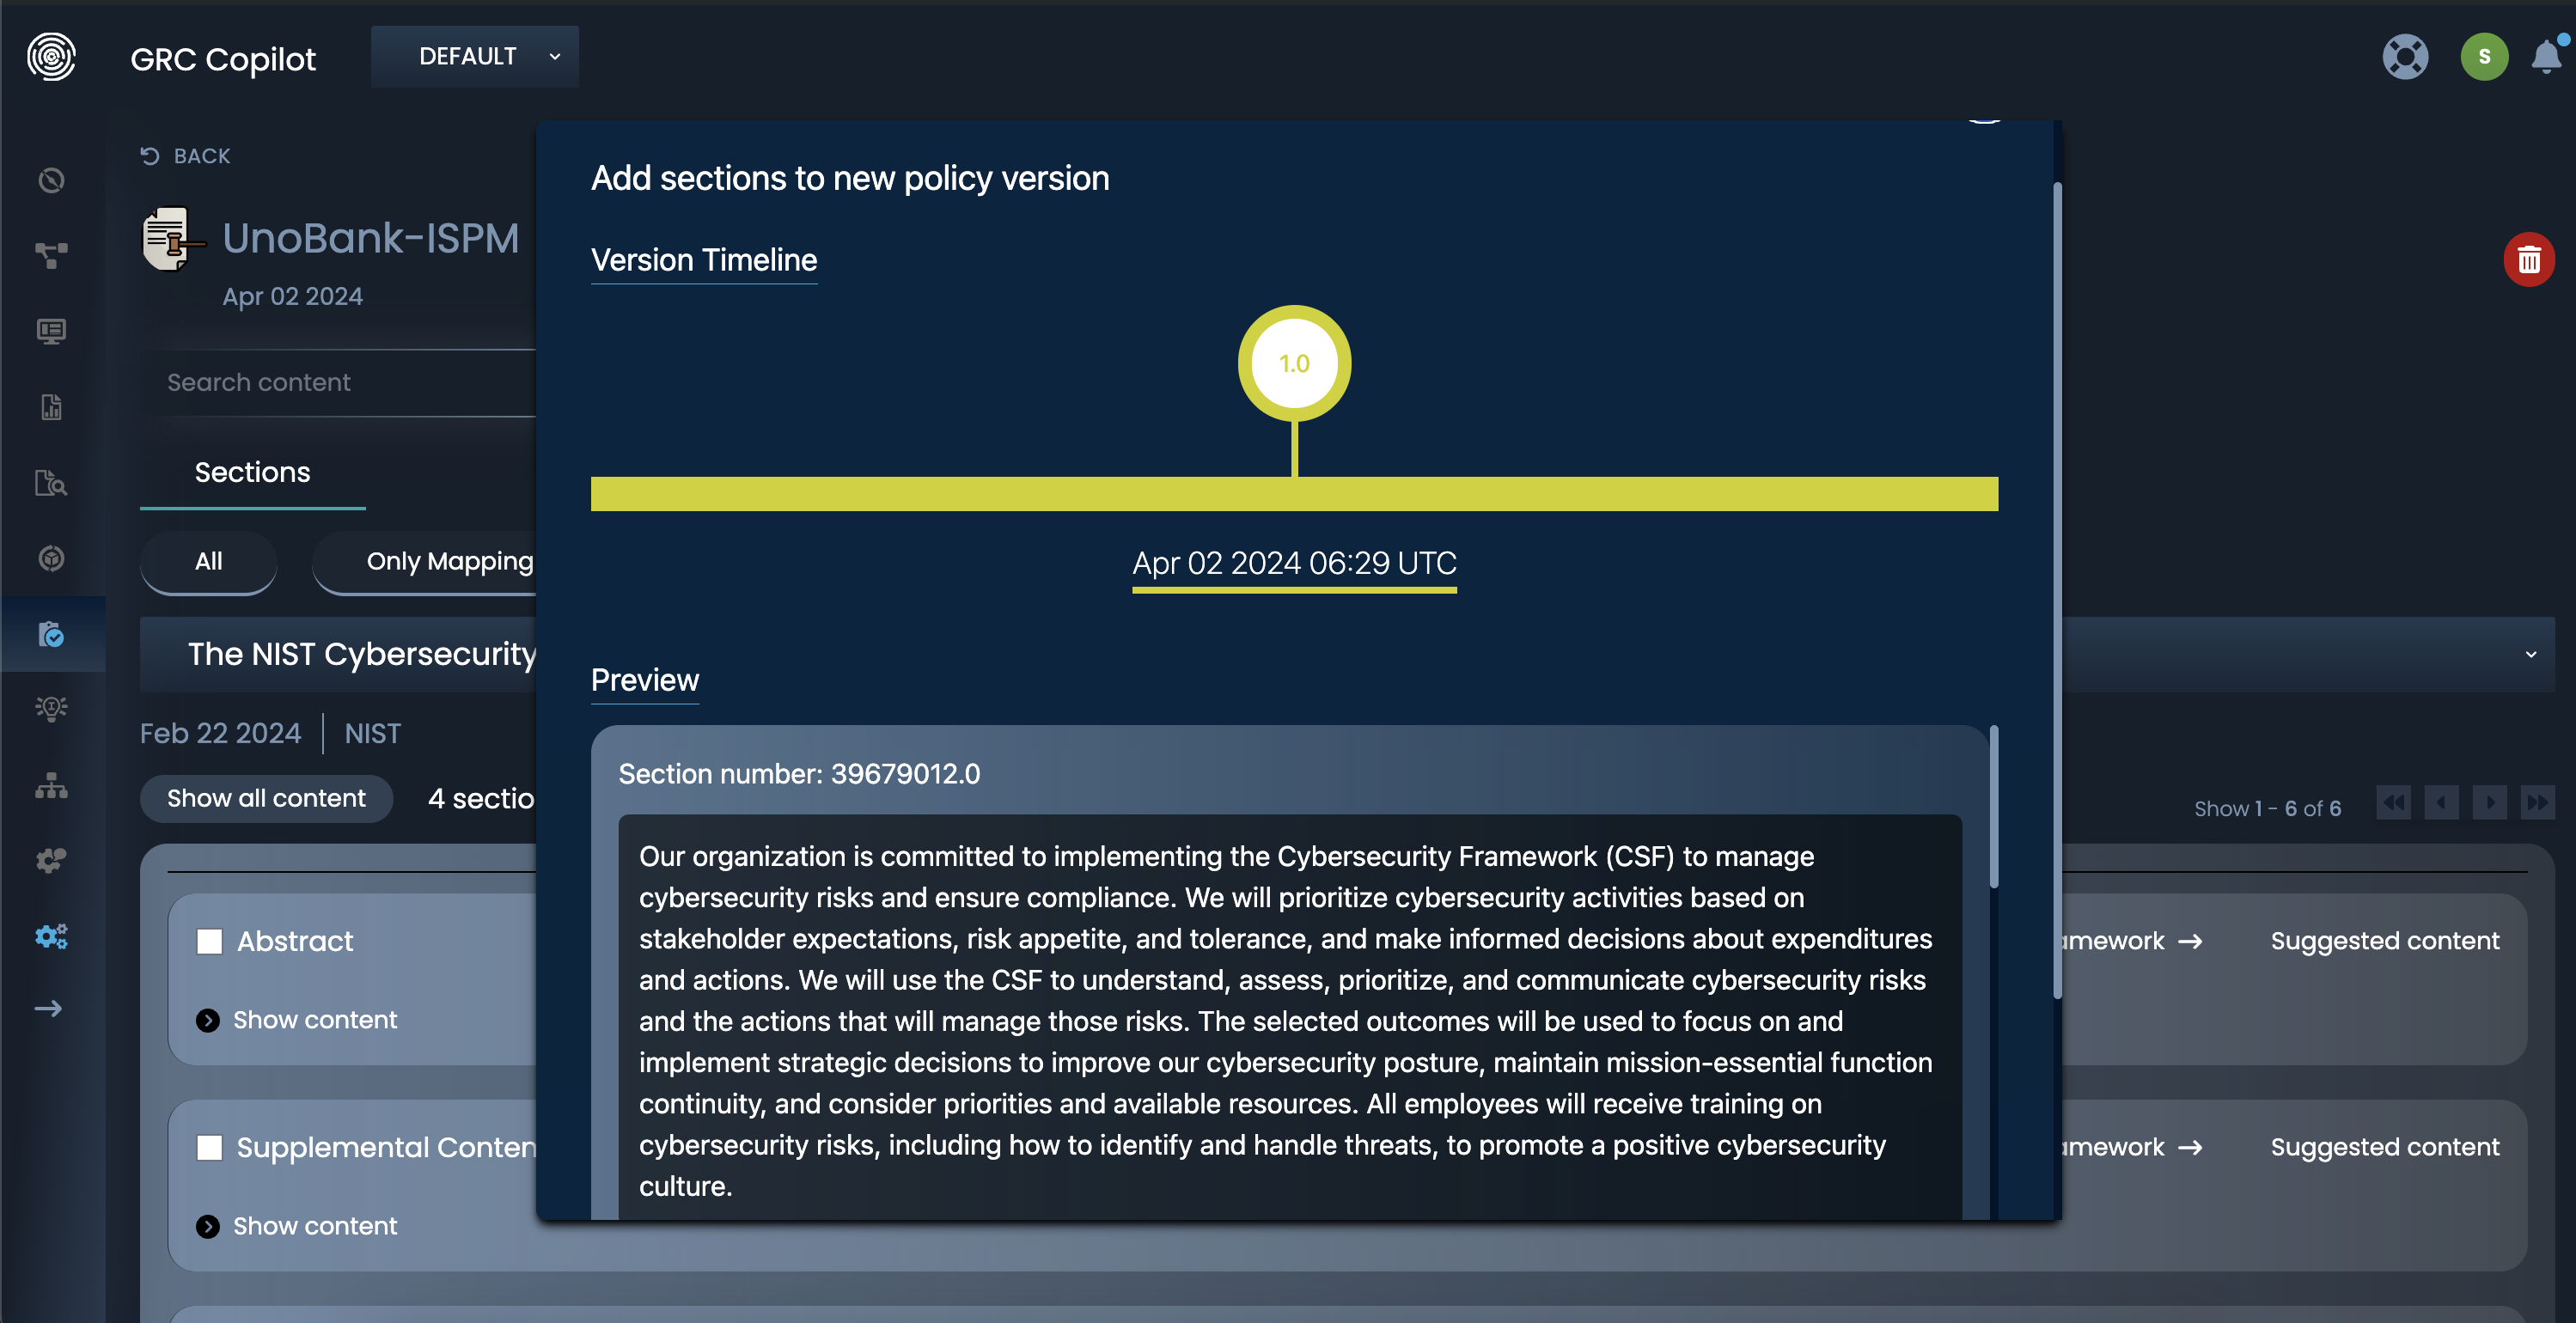 GRC Copilot
DEFAULT
S
BACK
UnoBank-ISPM
Apr 02 2024
Search content
Sections
All
Only Mapping
The NIST Cybersecurity
Feb 22 2024
NIST
Show all content
4 sectio
Show 1 - 6 of 6
Abstract
Show content
amework
Suggested content
Supplemental Conten
Show content
amework
Suggested content
Add sections to new policy version
Version Timeline
1.0
Apr 02 2024 06:29 UTC
Preview
Section number: 39679012.0
Our organization is committed to implementing the Cybersecurity Framework (CSF) to manage
cybersecurity risks and ensure compliance. We will prioritize cybersecurity activities based on
stakeholder expectations, risk appetite, and tolerance, and make informed decisions about expenditures
and actions. We will use the CSF to understand, assess, prioritize, and communicate cybersecurity risks
and the actions that will manage those risks. The selected outcomes will be used to focus on and
implement strategic decisions to improve our cybersecurity posture, maintain mission-essential function
continuity, and consider priorities and available resources. All employees will receive training on
cybersecurity risks, including how to identify and handle threats, to promote a positive cybersecurity
culture.